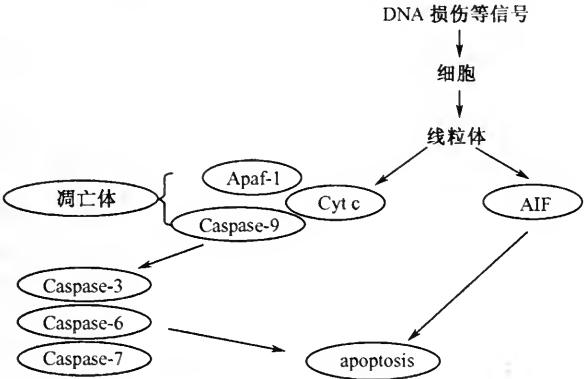 DNA 损伤等信号
细胞
线粒体
Apaf-1
凋亡体
Cyt c
AIF
Caspase-9
Caspase-3
Caspase-6
Caspase-7
apoptosis